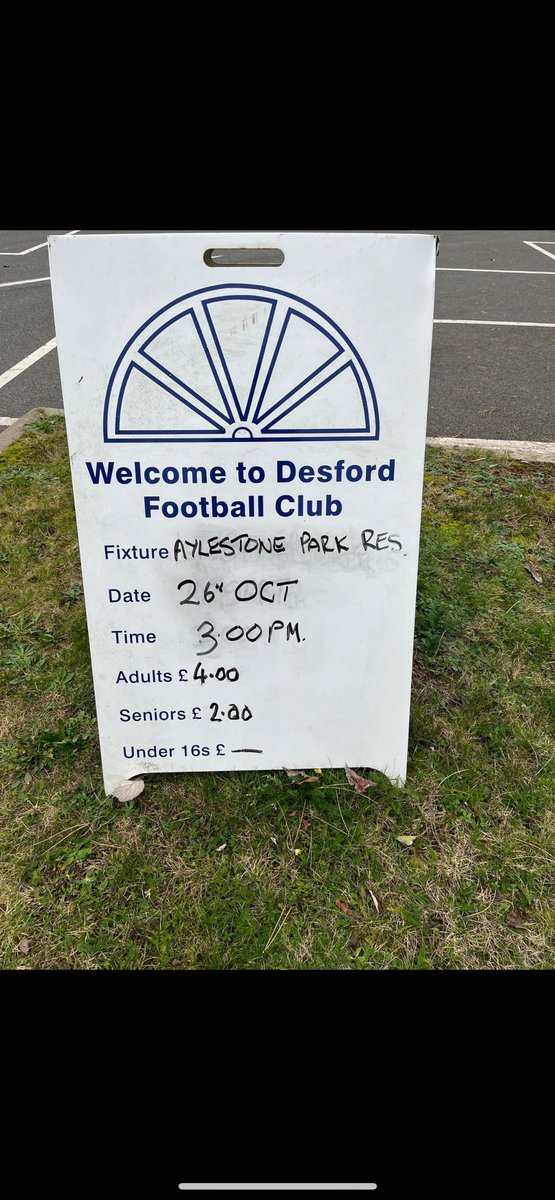 Welcome to Desford
Football Club
Fixture AYLESTONE PARK RES.
Date 26th OCT
Time 3.00PM.
Adults £ 4.00
Seniors £ 2.00
Under 16s £ —